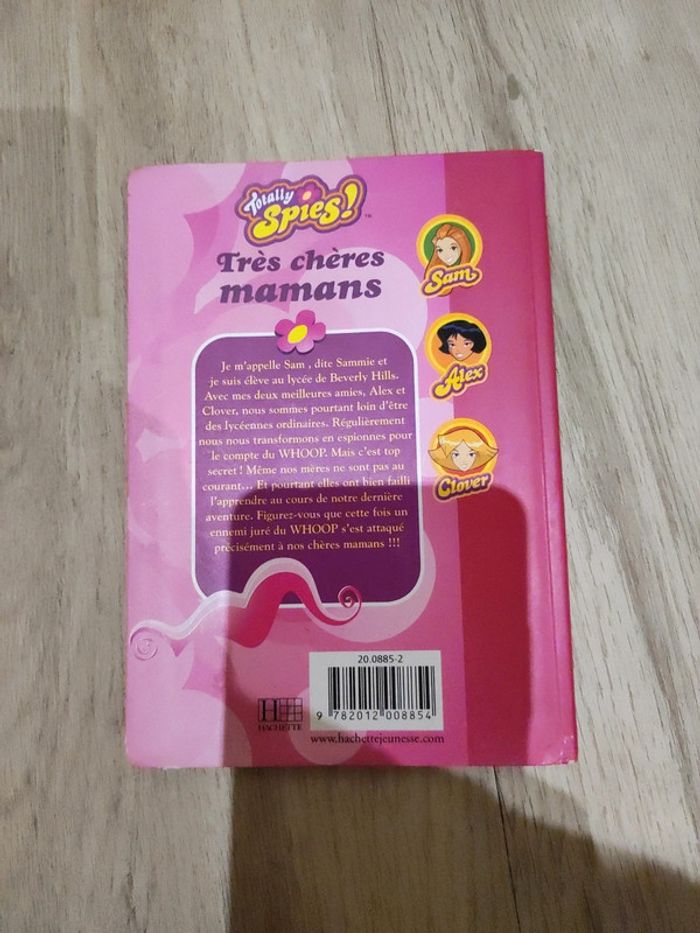 Totally
Spies!™
Très chères
mamans
Sam
Alex
Clover
Je m'appelle Sam , dite Sammie et
je suis élève au lycée de Beverly Hills.
Avec mes deux meilleures amies, Alex et
Clover, nous sommes pourtant loin d'être
des lycéennes ordinaires. Régulièrement
nous nous transformons en espionnes pour
le compte du WHOOP. Mais c'est top
secret ! Même nos mères ne sont pas au
courant... Et pourtant elles ont bien failli
l'apprendre au cours de notre dernière
aventure. Figurez-vous que cette fois un
ennemi juré du WHOOP s'est attaqué
précisément à nos chères mamans !!!
20.0885-2
9 782012 008854
H
HACHETTE
www.hachettejeunesse.com